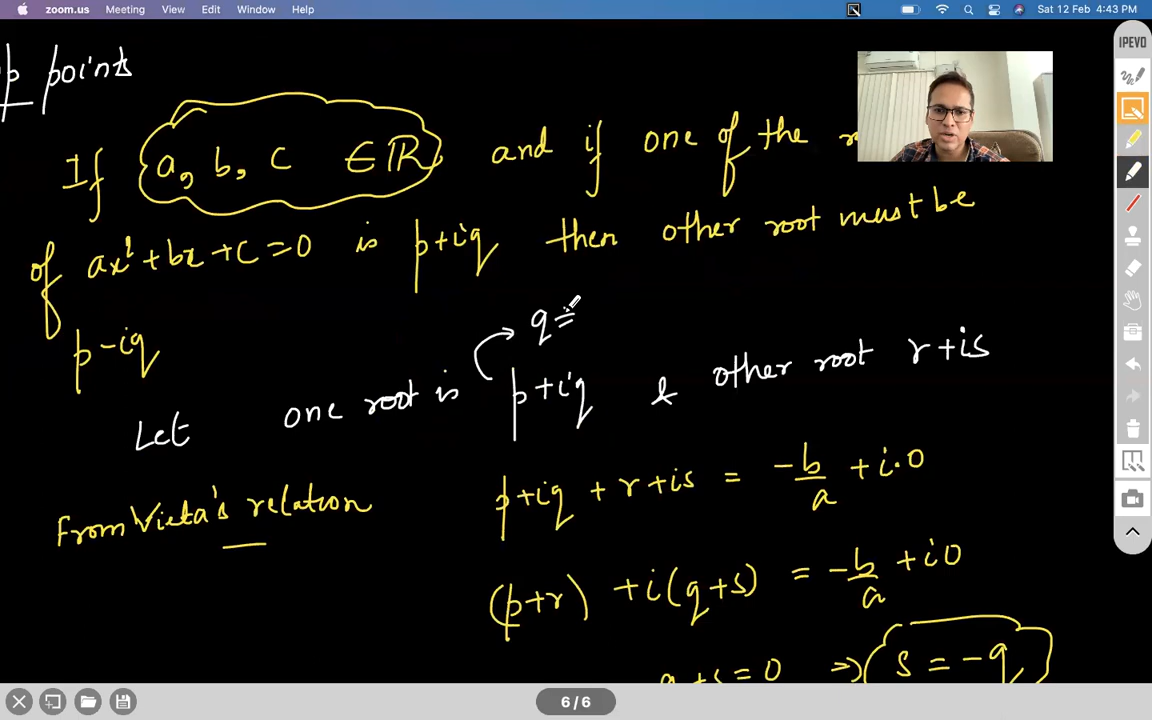 zoom.us Meeting View Edit Window Help Sat 12 Feb 4:43 PM
IPEVO
points
If a, b, c ∈ ℝ and if one of the
of ax²+bx+c=0 is p+iq then other root must be
p-iq
q=
Let one root is p+iq & other root r+is
From Vieta's relation p+iq + r+is = -b/a + i·0
(p+r) + i(q+s) = -b/a + i0
q+s=0 ⇒ s = -q
6 / 6